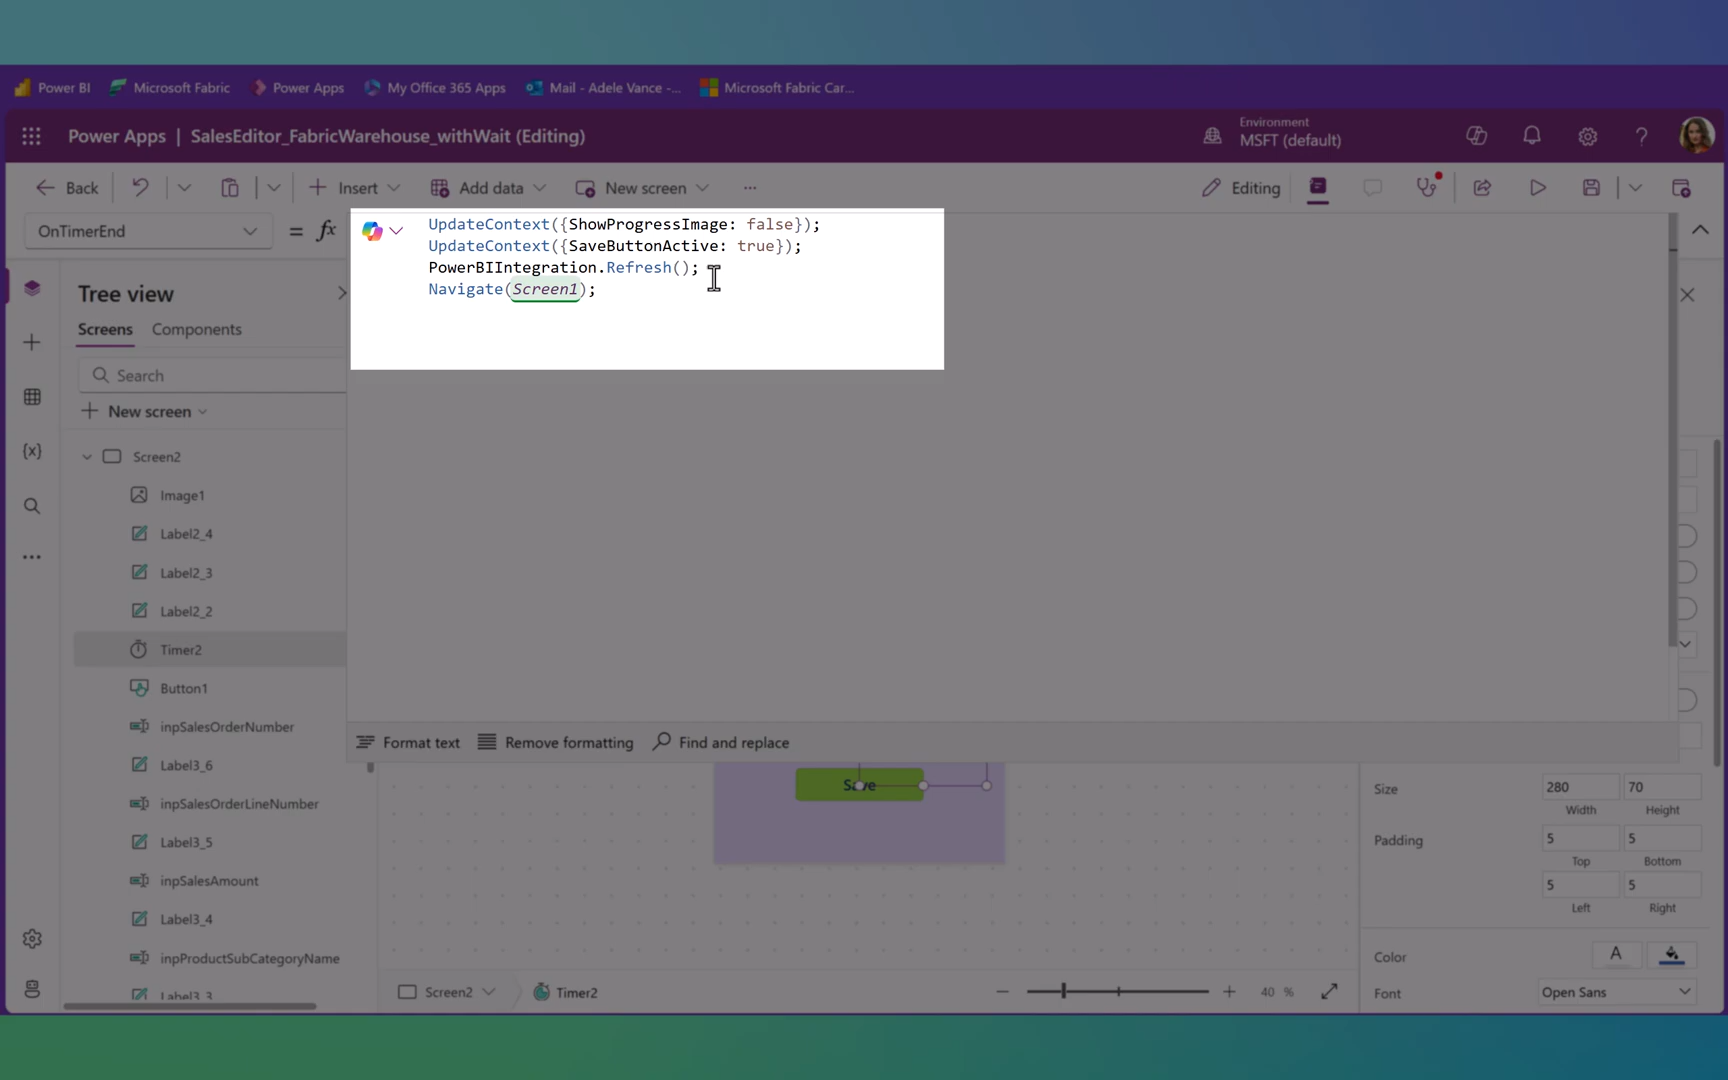 Power BI
Microsoft Fabric
Power Apps
My Office 365 Apps
Mail - Adele Vance -...
Microsoft Fabric Car...
Power Apps | SalesEditor_FabricWarehouse_withWait (Editing)
Environment
MSFT (default)
Back
Insert
Add data
New screen
...
Editing
OnTimerEnd
= fx
UpdateContext({ShowProgressImage: false});
UpdateContext({SaveButtonActive: true});
PowerBIIntegration.Refresh();
Navigate(Screen1);
Tree view
Screens
Components
Search
New screen
Screen2
Image1
Label2_4
Label2_3
Label2_2
Timer2
Button1
inpSalesOrderNumber
Label3_6
inpSalesOrderLineNumber
Label3_5
inpSalesAmount
Label3_4
inpProductSubCategoryName
Label3_3
Format text
Remove formatting
Find and replace
Save
Size
280
70
Width
Height
Padding
5
5
Top
Bottom
5
5
Left
Right
Color
A
Font
Open Sans
Screen2
Timer2
40 %